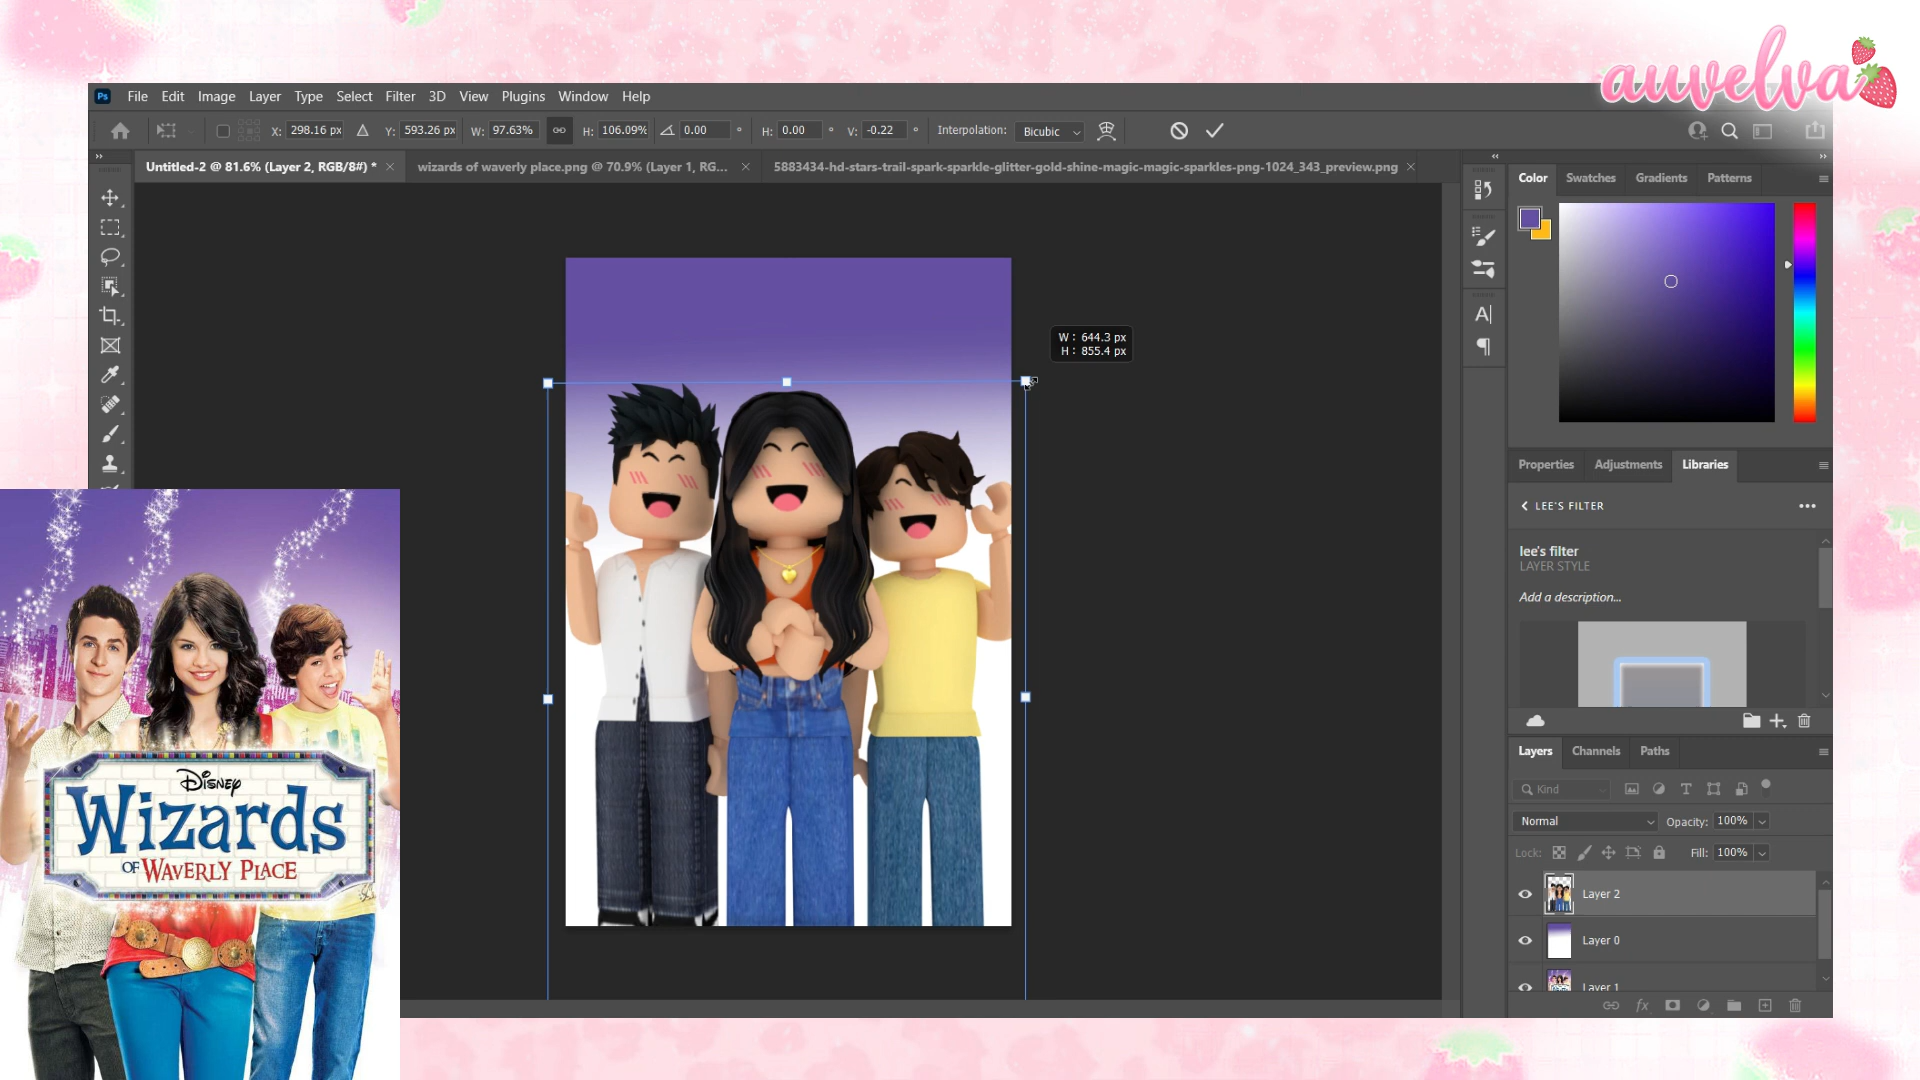 auvelva
Ps File Edit Image Layer Type Select Filter 3D View Plugins Window Help
X: 298.16 px Y: 593.26 px W: 97.63% H: 106.09% 0.00 ° H: 0.00 ° V: -0.22 ° Interpolation: Bicubic
Untitled-2 @ 81.6% (Layer 2, RGB/8#) *
wizards of waverly place.png @ 70.9% (Layer 1, RG...
5883434-hd-stars-trail-spark-sparkle-glitter-gold-shine-magic-magic-sparkles-png-1024_343_preview.png
Color Swatches Gradients Patterns
W: 644.3 px
H: 855.4 px
A
Properties Adjustments Libraries
LEE'S FILTER
lee's filter
LAYER STYLE
Add a description...
Disney
Wizards
OF WAVERLY PLACE
Layers Channels Paths
Kind
Normal Opacity: 100%
Lock: Fill: 100%
Layer 2
Layer 0
Layer 1
fx